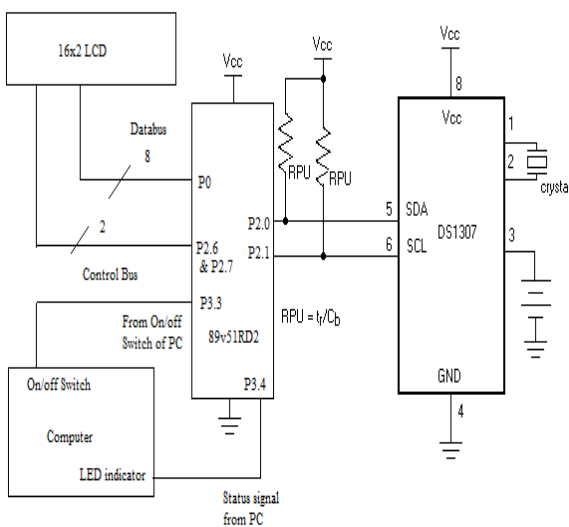 16x2 LCD
Databus
8
2
Control Bus
Vcc
P0
P2.0
P2.6
& P2.7
P2.1
P3.3
89v51RD2
P3.4
From On/off
Switch of PC
On/off Switch
Computer
LED indicator
Status signal
from PC
Vcc
RPU
RPU
RPU = tr/Cb
Vcc
8
Vcc
1
2
crysta
5
SDA
DS1307
3
6
SCL
GND
4